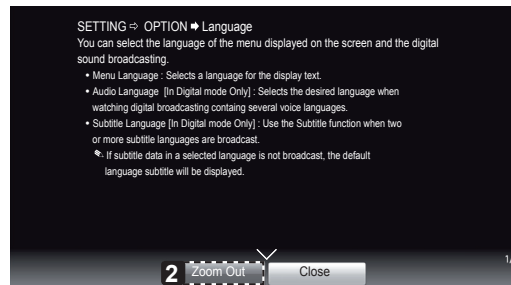 SETTING ⇨ OPTION ➡ Language
You can select the language of the menu displayed on the screen and the digital
sound broadcasting.
• Menu Language : Selects a language for the display text.
• Audio Language [In Digital mode Only] : Selects the desired language when
watching digital broadcasting containg several voice languages.
• Subtitle Language [In Digital mode Only] : Use the Subtitle function when two
or more subtitle languages are broadcast.
If subtitle data in a selected language is not broadcast, the default
language subtitle will be displayed.
1/
2 Zoom Out Close